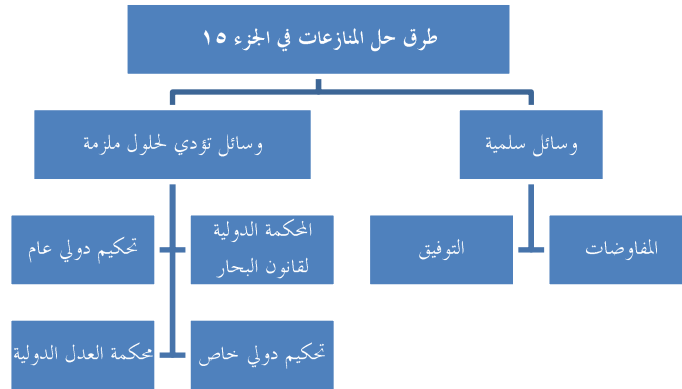 طرق حل المنازعات في الجزء ١٥
وسائل سلمية
وسائل تؤدي لحلول ملزمة
المفاوضات
التوفيق
المحكمة الدولية
لقانون البحار
تحكيم دولي عام
تحكيم دولي خاص
محكمة العدل الدولية